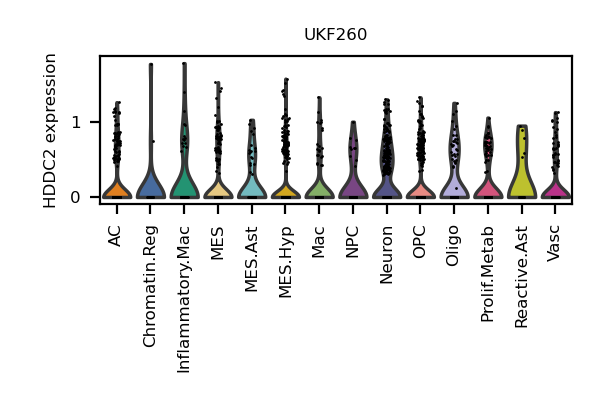 UKF260
HDDC2 expression
1
0
AC
Chromatin.Reg
Inflammatory.Mac
MES
MES.Ast
MES.Hyp
Mac
NPC
Neuron
OPC
Oligo
Prolif.Metab
Reactive.Ast
Vasc